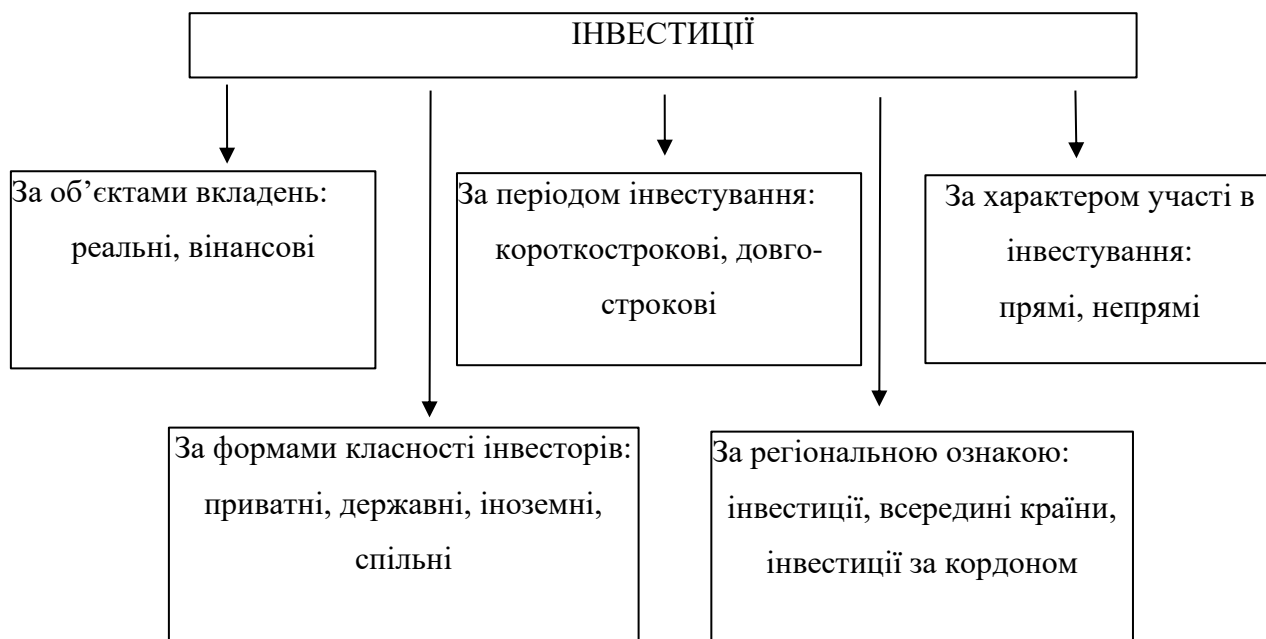 ІНВЕСТИЦІЇ
За об’єктами вкладень:
реальні, вінансові
За періодом інвестування:
короткострокові, довго-
строкові
За характером участі в
інвестування:
прямі, непрямі
За формами класності інвесторів:
приватні, державні, іноземні,
спільні
За регіональною ознакою:
інвестиції, всередині країни,
інвестиції за кордоном